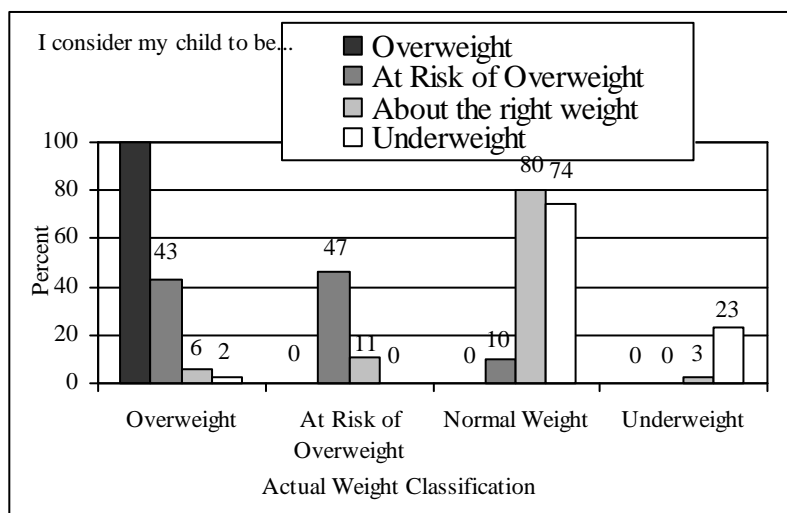 I consider my child to be...
Overweight
At Risk of Overweight
About the right weight
Underweight
Percent
100
80
60
40
20
0
43
6
2
0
47
11
0
0
10
80
74
0
0
3
23
Overweight
At Risk of
Overweight
Normal Weight
Underweight
Actual Weight Classification